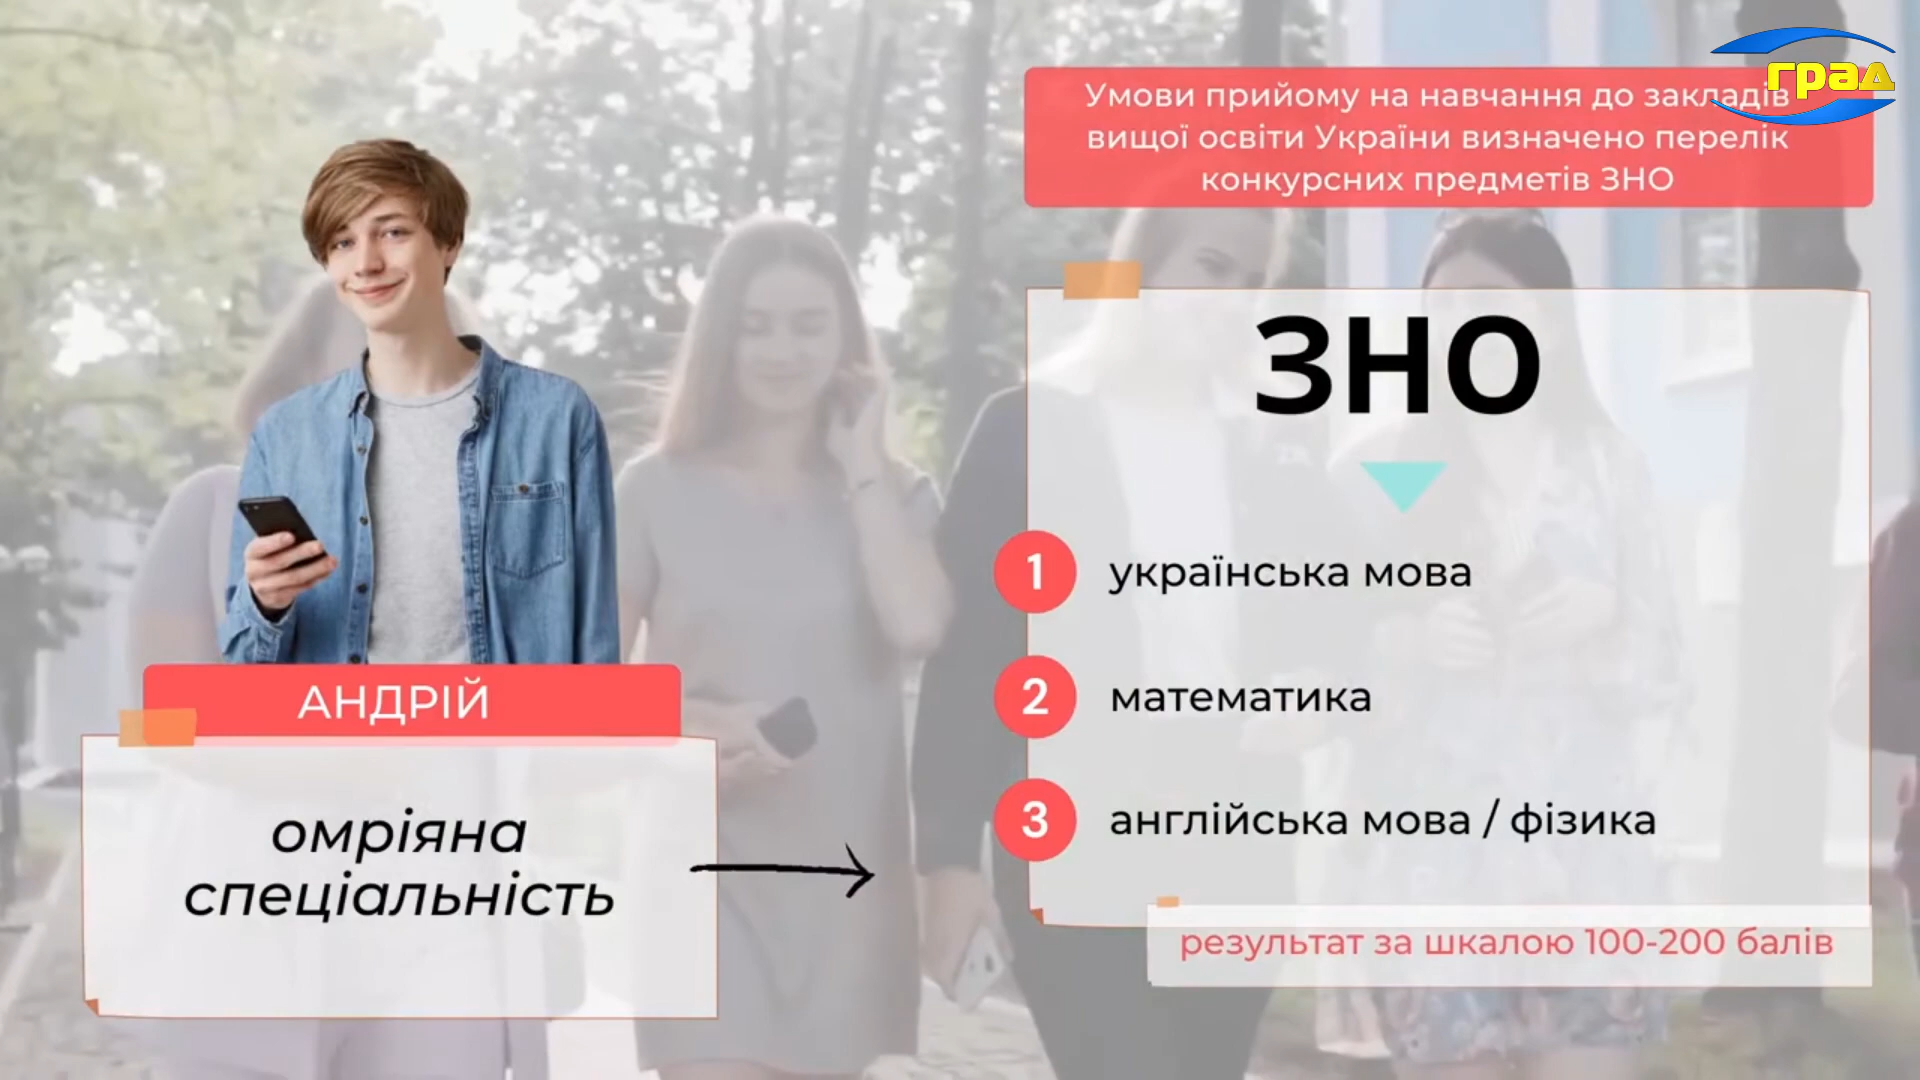 град
Умови прийому на навчання до закладів
вищої освіти України визначено перелік
конкурсних предметів ЗНО
ЗНО
1 українська мова
2 математика
3 англійська мова / фізика
результат за шкалою 100-200 балів
АНДРІЙ
омріяна
спеціальність